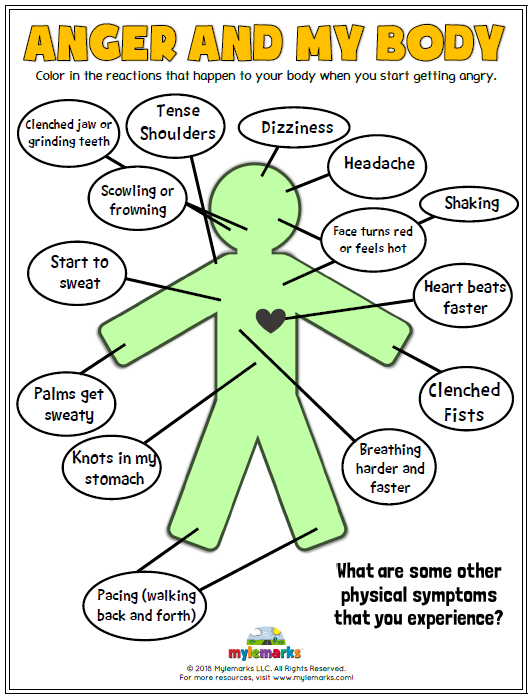 ANGER AND MY BODY
Color in the reactions that happen to your body when you start getting angry.
Clenched jaw or
grinding teeth
Tense
Shoulders
Dizziness
Headache
Scowling or
frowning
Shaking
Face turns red
or feels hot
Start to
sweat
Heart beats
faster
Palms get
sweaty
Clenched
Fists
Knots in my
stomach
Breathing
harder and
faster
Pacing (walking
back and forth)
What are some other
physical symptoms
that you experience?
mylemarks
© 2018 Mylemarks LLC. All Rights Reserved.
For more resources, visit www.mylemarks.com!